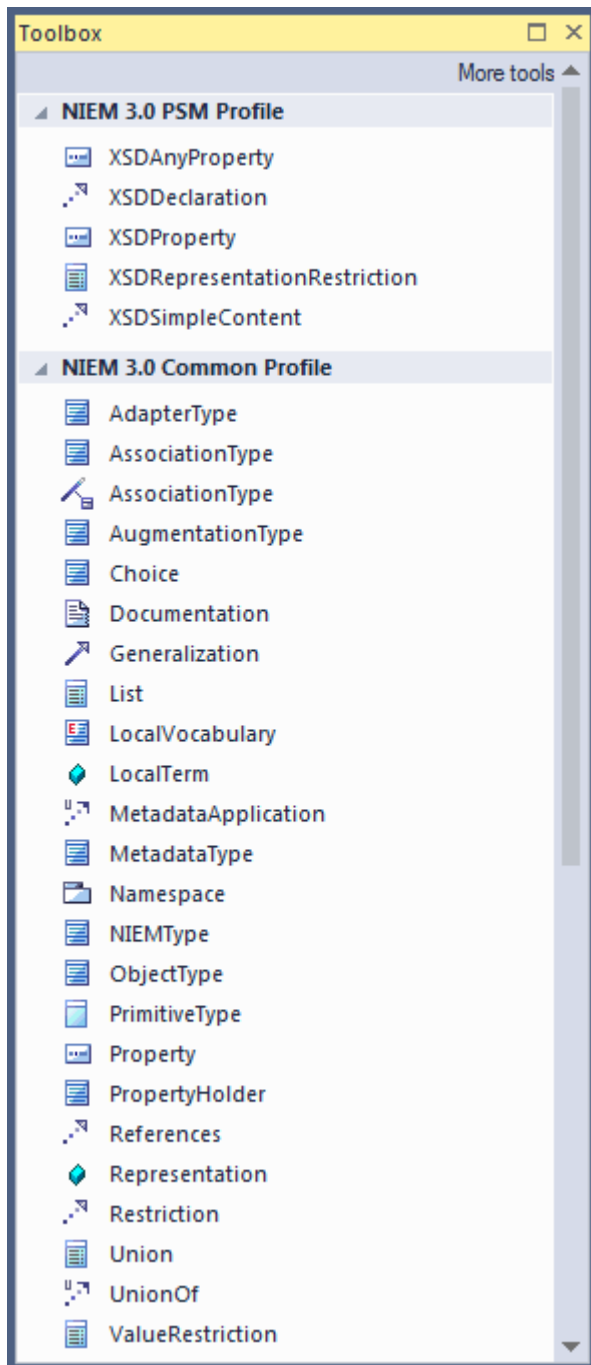 Toolbox
More tools
NIEM 3.0 PSM Profile
XSDAnyProperty
XSDDeclaration
XSDProperty
XSDRepresentationRestriction
XSDSimpleContent
NIEM 3.0 Common Profile
AdapterType
AssociationType
AssociationType
AugmentationType
Choice
Documentation
Generalization
List
LocalVocabulary
LocalTerm
MetadataApplication
MetadataType
Namespace
NIEMType
ObjectType
PrimitiveType
Property
PropertyHolder
References
Representation
Restriction
Union
UnionOf
ValueRestriction